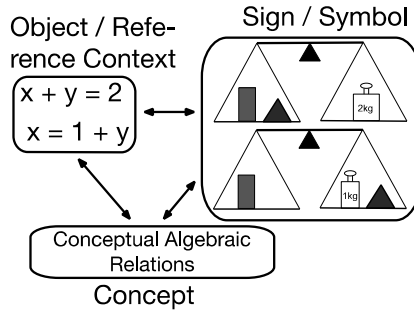 Object / Refe-
rence Context
Sign / Symbol
x + y = 2
x = 1 + y
2kg
1kg
Conceptual Algebraic
Relations
Concept